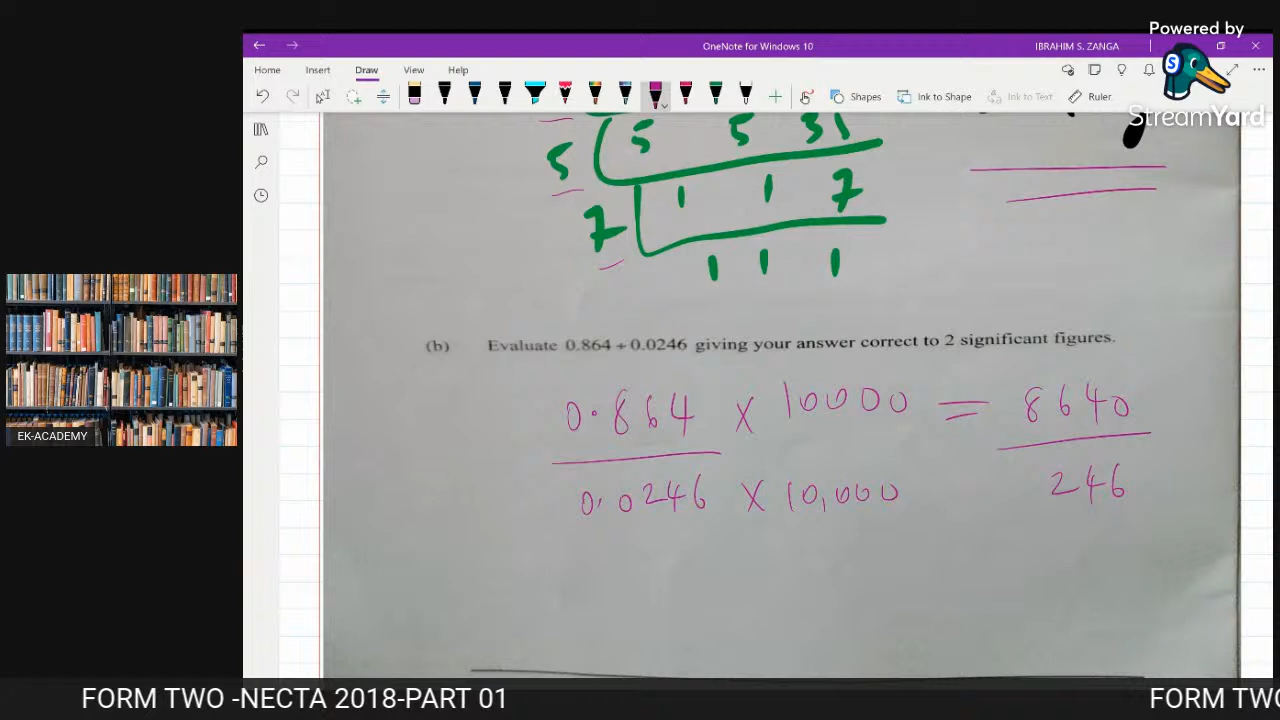 Powered by
StreamYard
OneNote for Windows 10
IBRAHIM S. ZANGA
Home Insert Draw View Help
Shapes Ink to Shape Ink to Text Ruler
5 5 5 31
7 1 1 7
1 1 1
(b) Evaluate 0.864 ÷ 0.0246 giving your answer correct to 2 significant figures.
0.864 × 10000 = 8640
0.0246 × 10,000 246
EK-ACADEMY
FORM TWO -NECTA 2018-PART 01
FORM TWO